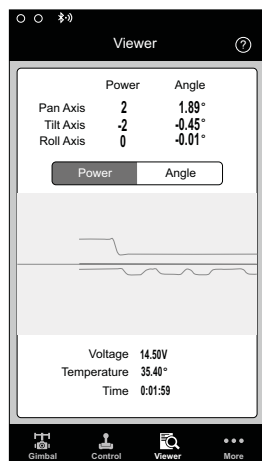 Viewer ?
Power Angle
Pan Axis 2 1.89°
Tilt Axis -2 -0.45°
Roll Axis 0 -0.01°
Power Angle
Voltage 14.50V
Temperature 35.40°
Time 0:01:59
Gimbal Control Viewer More